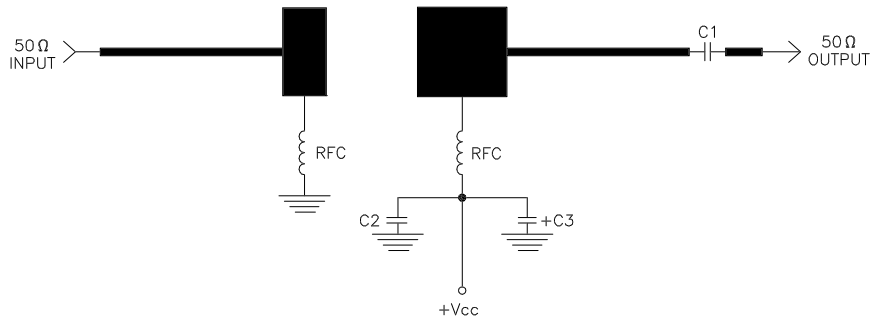 C1
50Ω
INPUT
50Ω
OUTPUT
RFC
RFC
C2
+C3
+Vcc